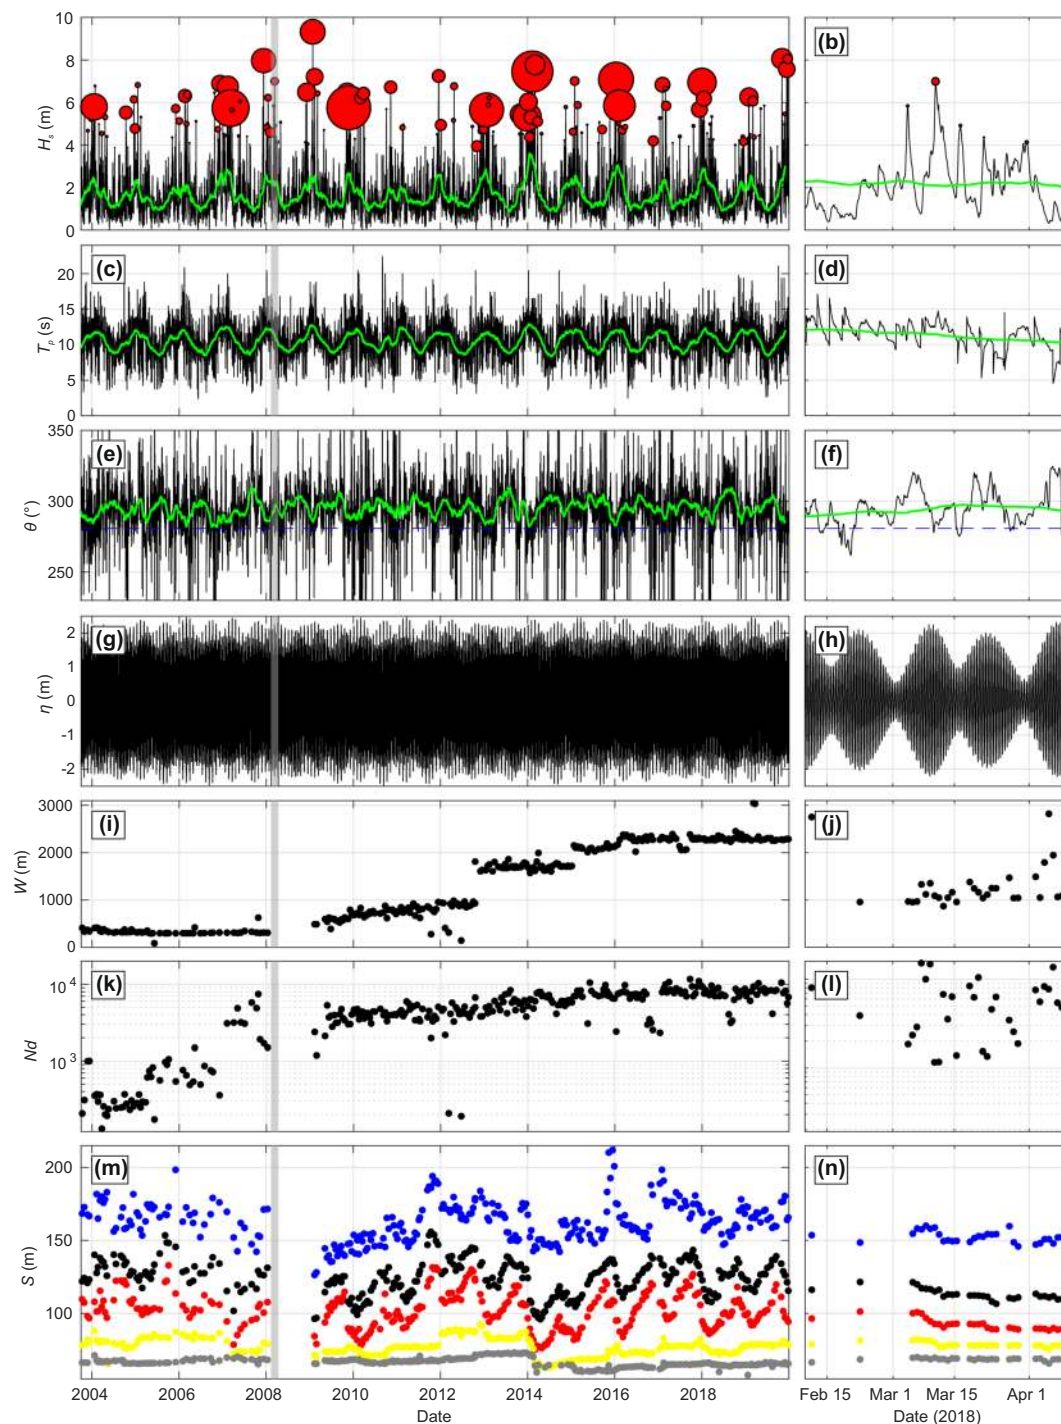 10
8
6
4
2
0
Hs (m)
(b)
(c)
20
15
10
5
0
Tp (s)
(d)
(e)
350
300
250
θ (°)
(f)
(g)
2
1
0
-1
-2
η (m)
(h)
(i)
3000
2000
1000
0
W (m)
(j)
(k)
10^4
10^3
Nd
(l)
(m)
200
150
100
S (m)
(n)
2004 2006 2008 2010 2012 2014 2016 2018
Date
Feb 15 Mar 1 Mar 15 Apr 1
Date (2018)